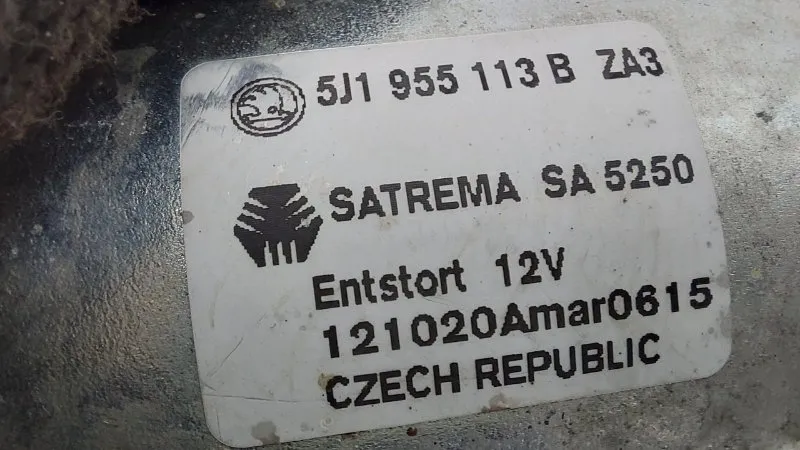 5J1 955 113 B ZA3
SATREMA SA 5250
Entstort 12V
121020Amar0615
CZECH REPUBLIC